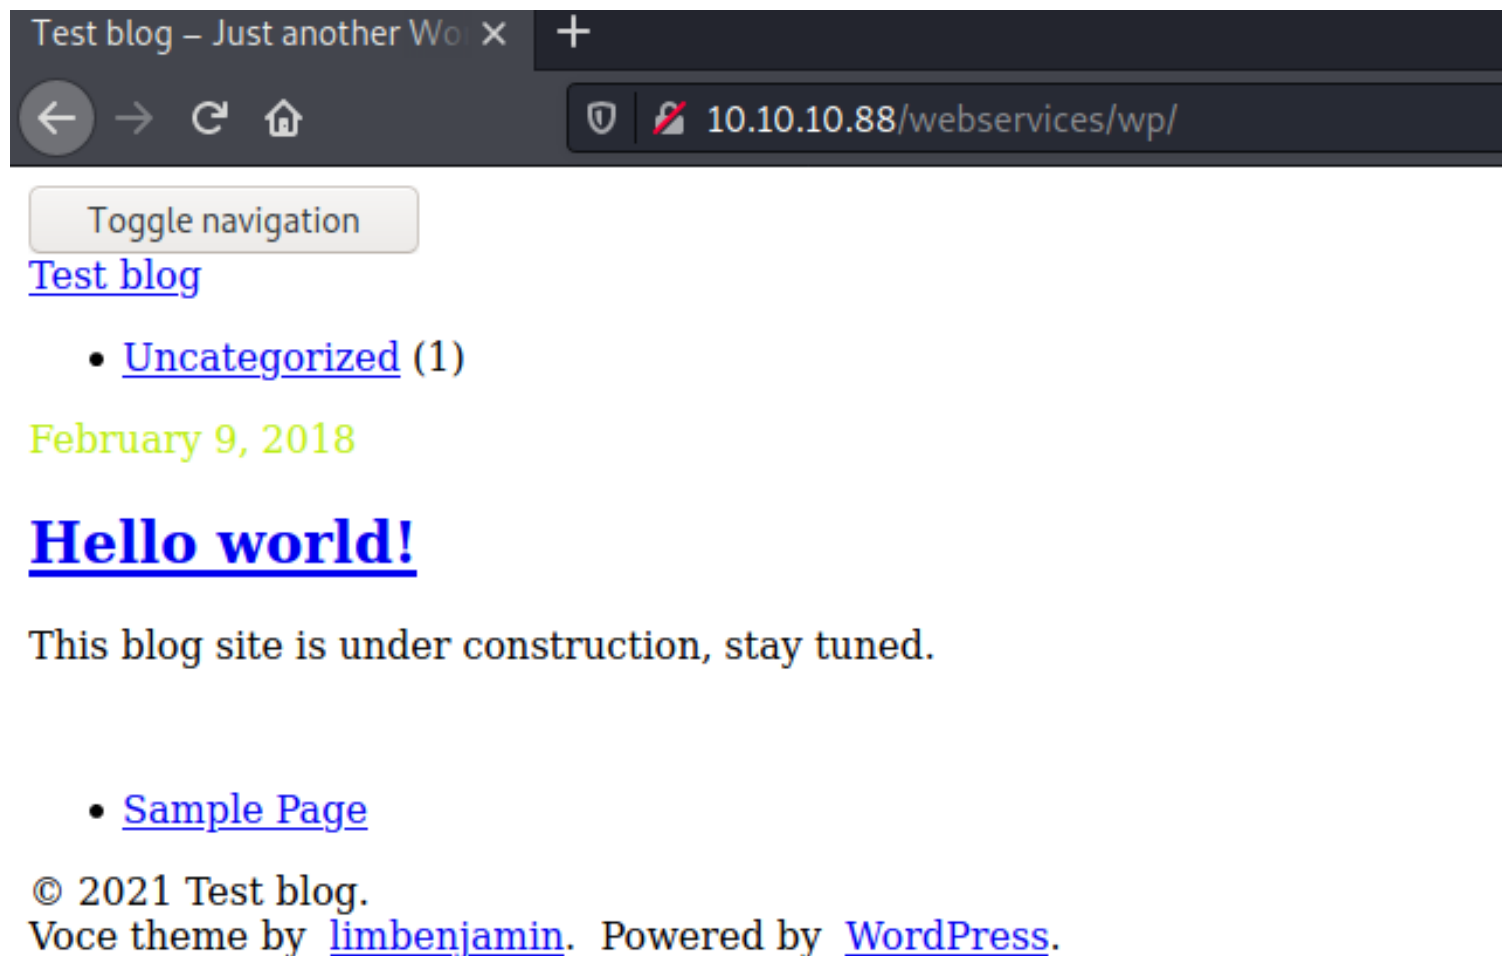 Test blog – Just another Wo
10.10.10.88/webservices/wp/
Toggle navigation
Test blog
Uncategorized (1)
February 9, 2018
Hello world!
This blog site is under construction, stay tuned.
Sample Page
© 2021 Test blog.
Voce theme by limbenjamin. Powered by WordPress.